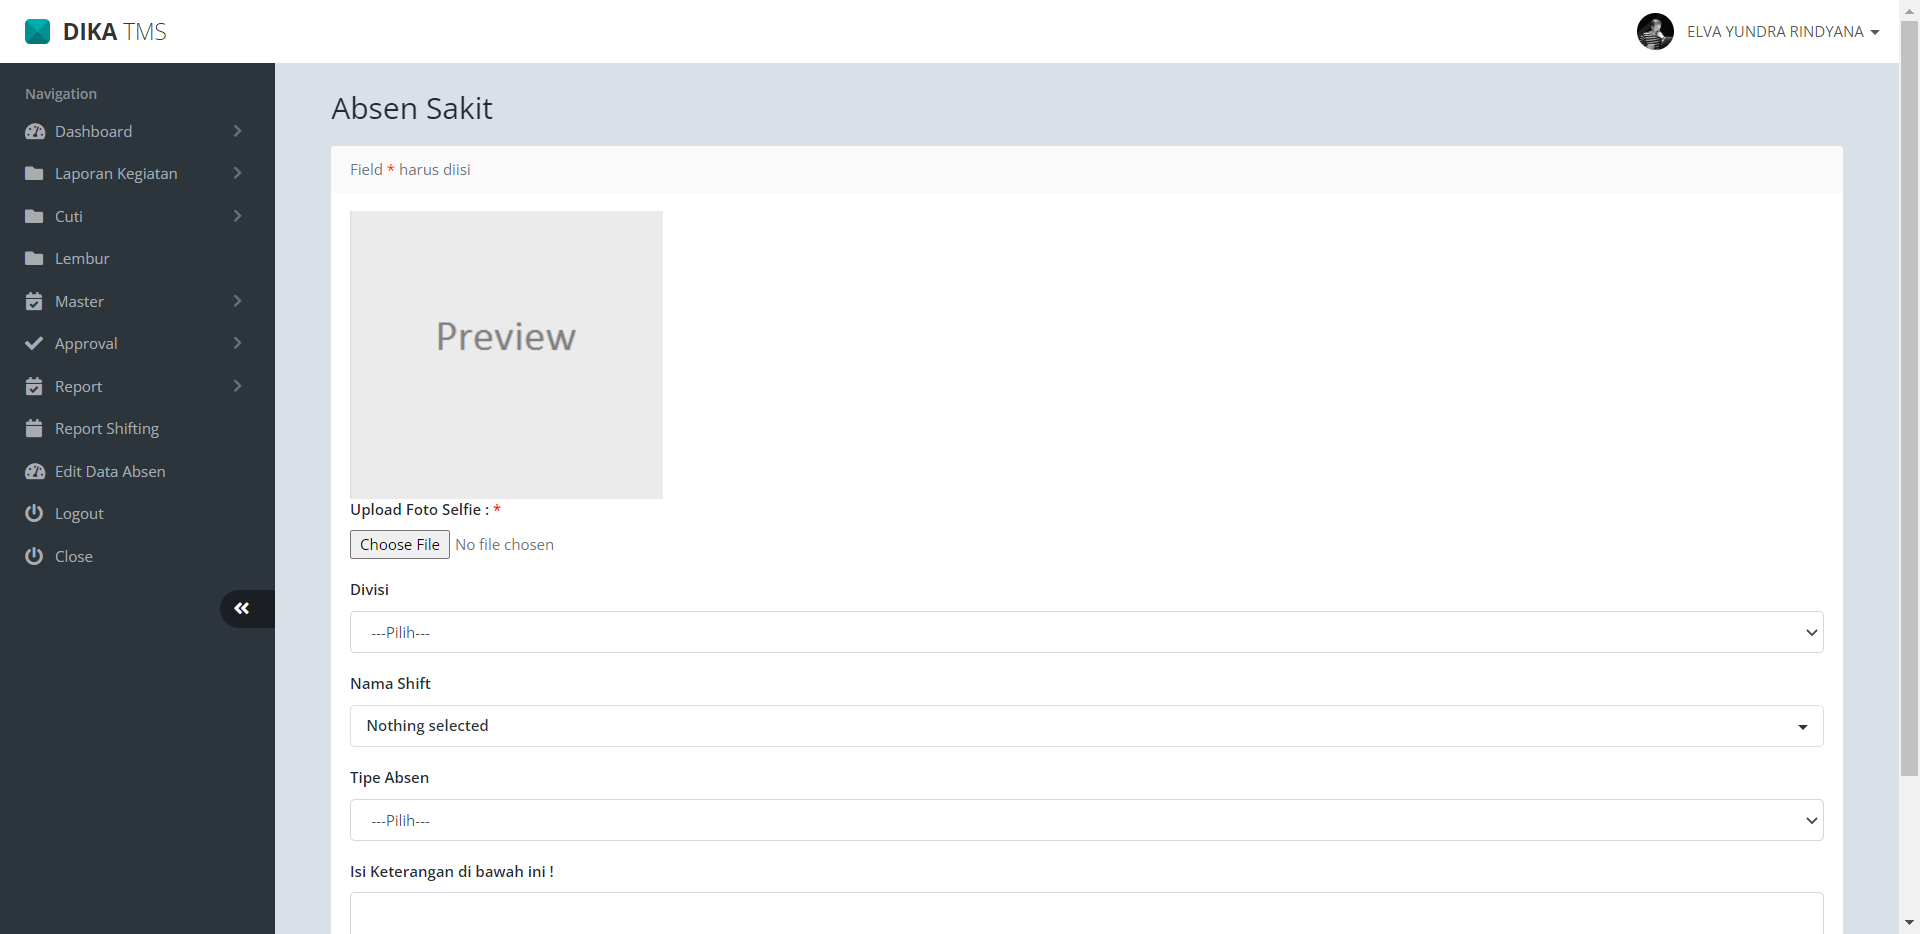 DIKA TMS
ELVA YUNDRA RINDYANA
Navigation
Dashboard
Laporan Kegiatan
Cuti
Lembur
Master
Approval
Report
Report Shifting
Edit Data Absen
Logout
Close
Absen Sakit
Field * harus diisi
Preview
Upload Foto Selfie : *
Choose File No file chosen
Divisi
---Pilih---
Nama Shift
Nothing selected
Tipe Absen
---Pilih---
Isi Keterangan di bawah ini !